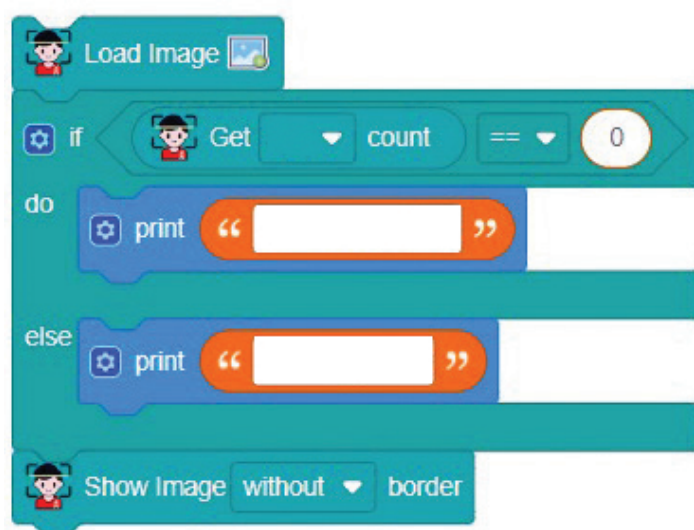 Load Image
if Get count == 0
do print “ ”
else print “ ”
Show Image without border